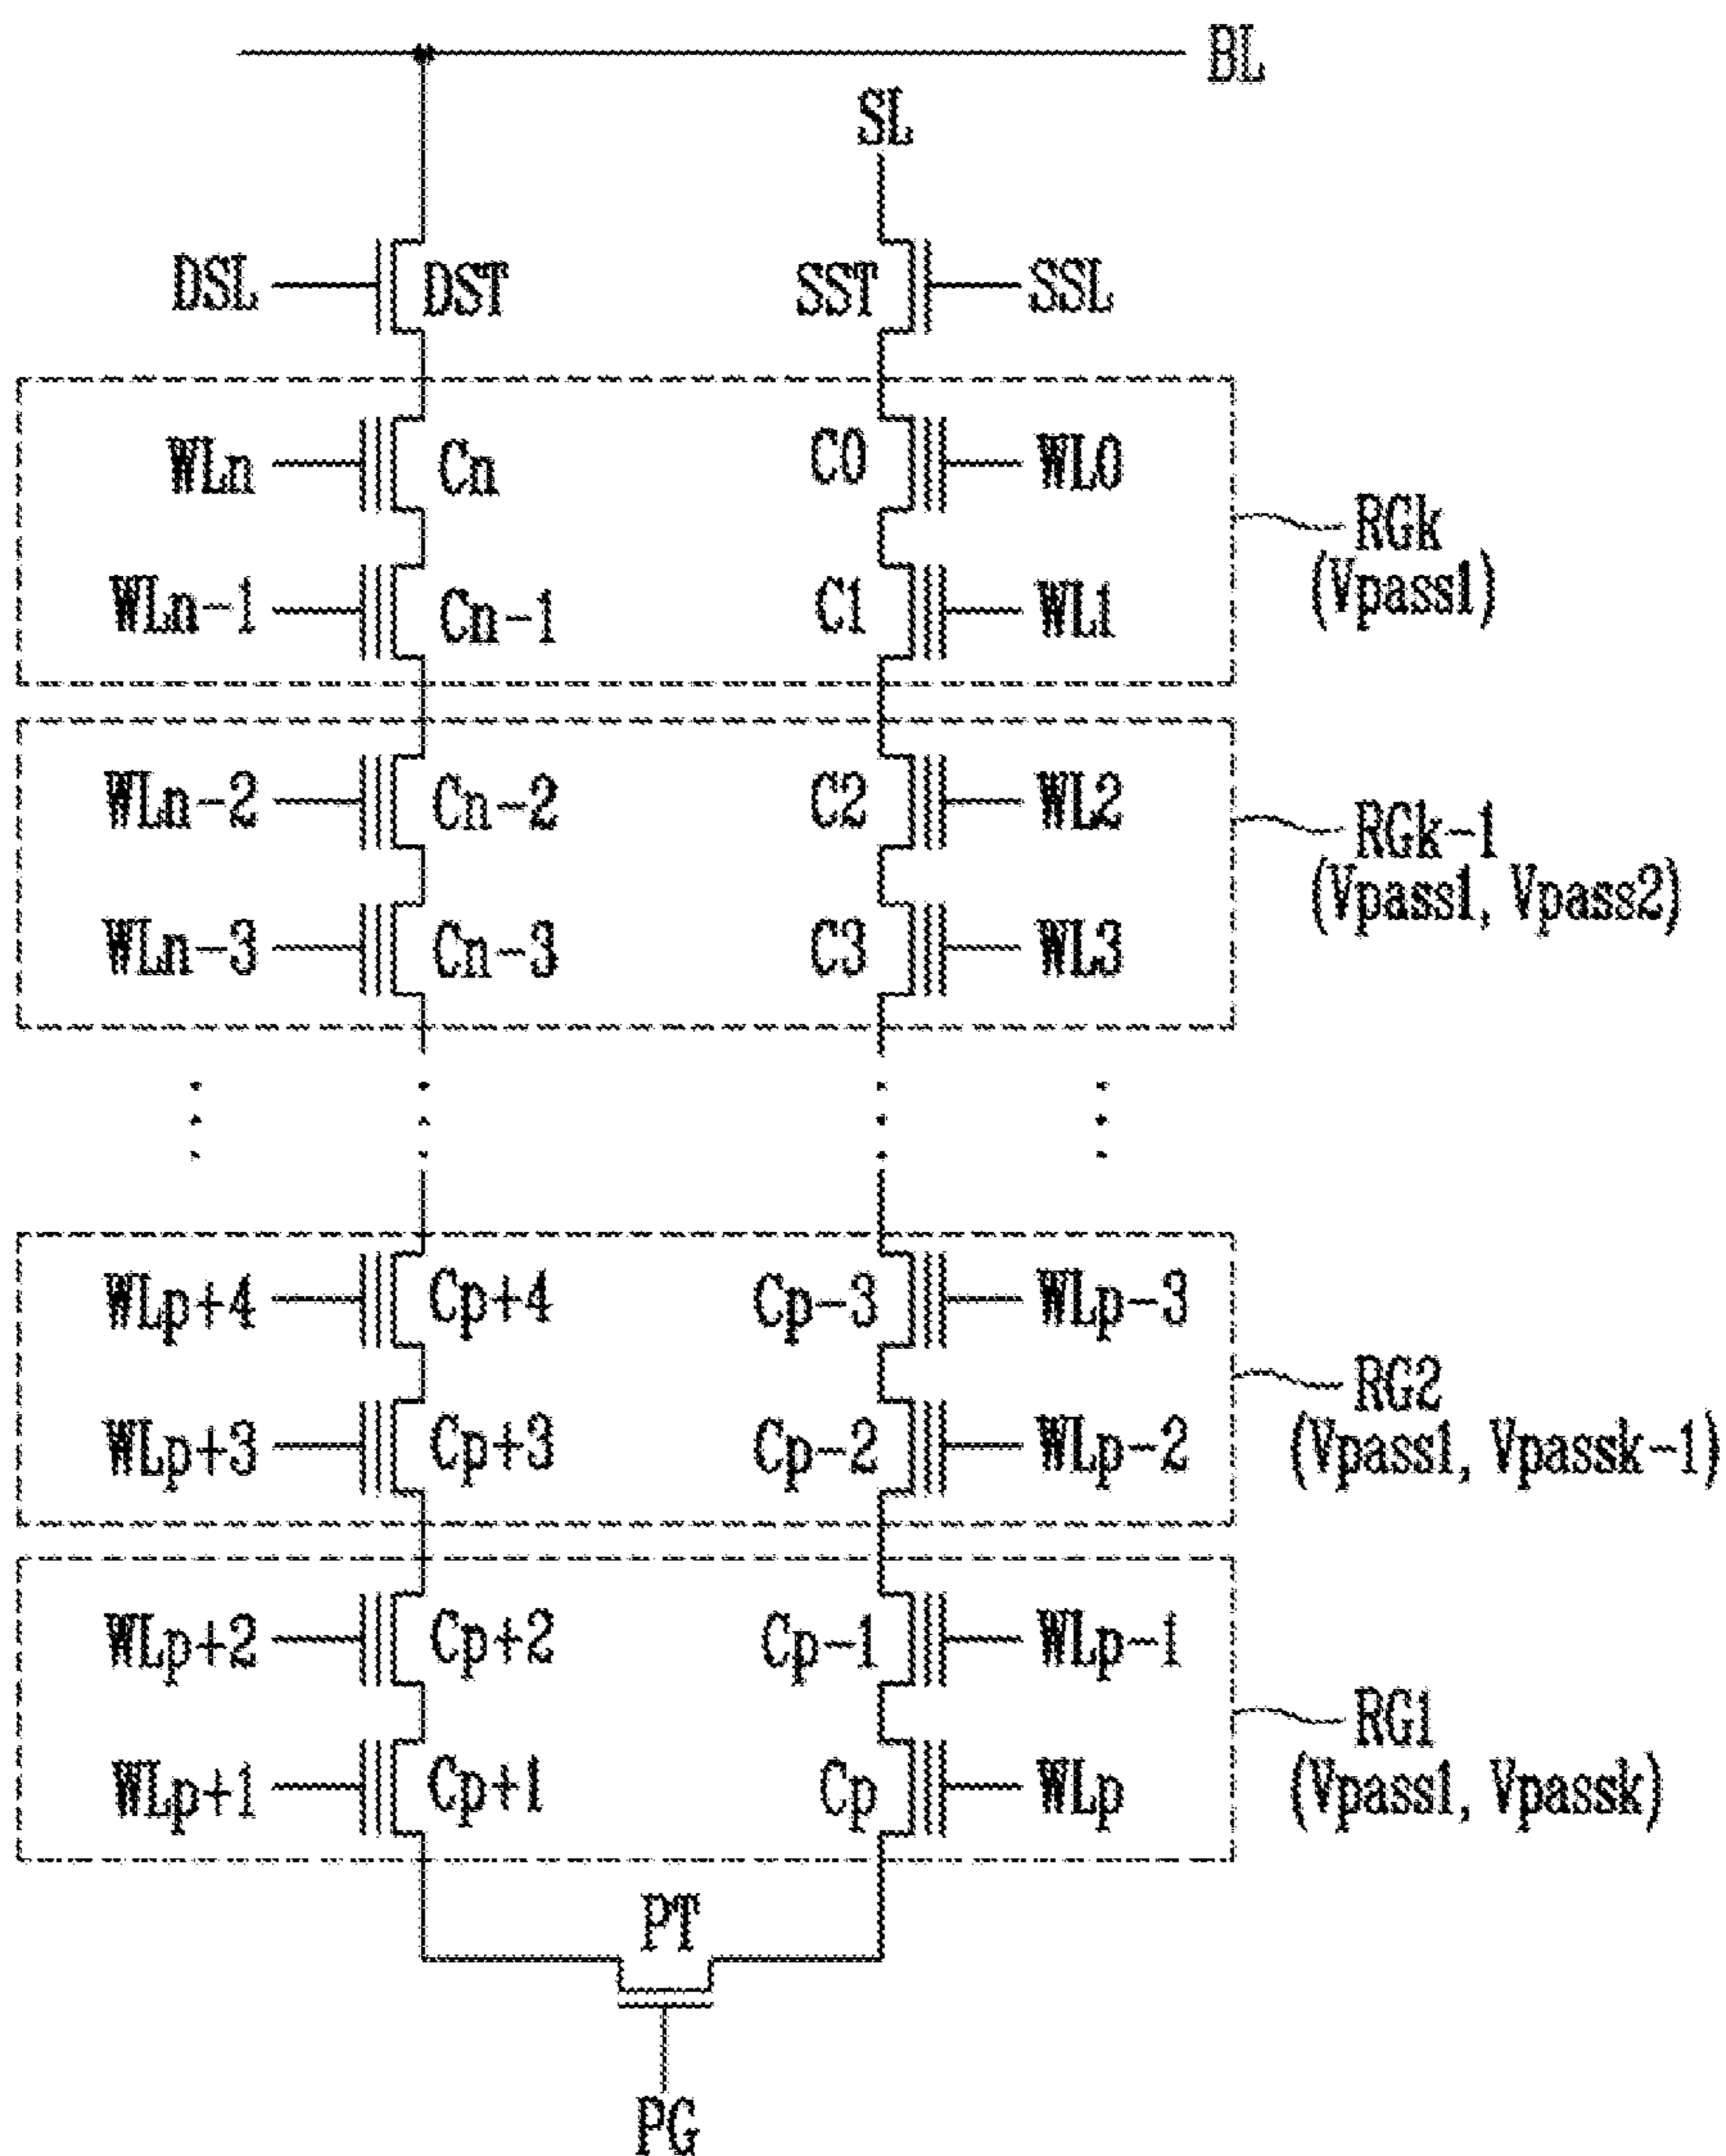 BL
SL
DSL DST SST SSL
WLn Cn C0 WL0
RGk
(Vpass1)
WLn-1 Cn-1 C1 WL1
WLn-2 Cn-2 C2 WL2
RGk-1
(Vpass1, Vpass2)
WLn-3 Cn-3 C3 WL3
WLp+4 Cp+4 Cp-3 WLp-3
RG2
(Vpass1, Vpassk-1)
WLp+3 Cp+3 Cp-2 WLp-2
WLp+2 Cp+2 Cp-1 WLp-1
RG1
(Vpass1, Vpassk)
WLp+1 Cp+1 Cp WLp
PT
PG